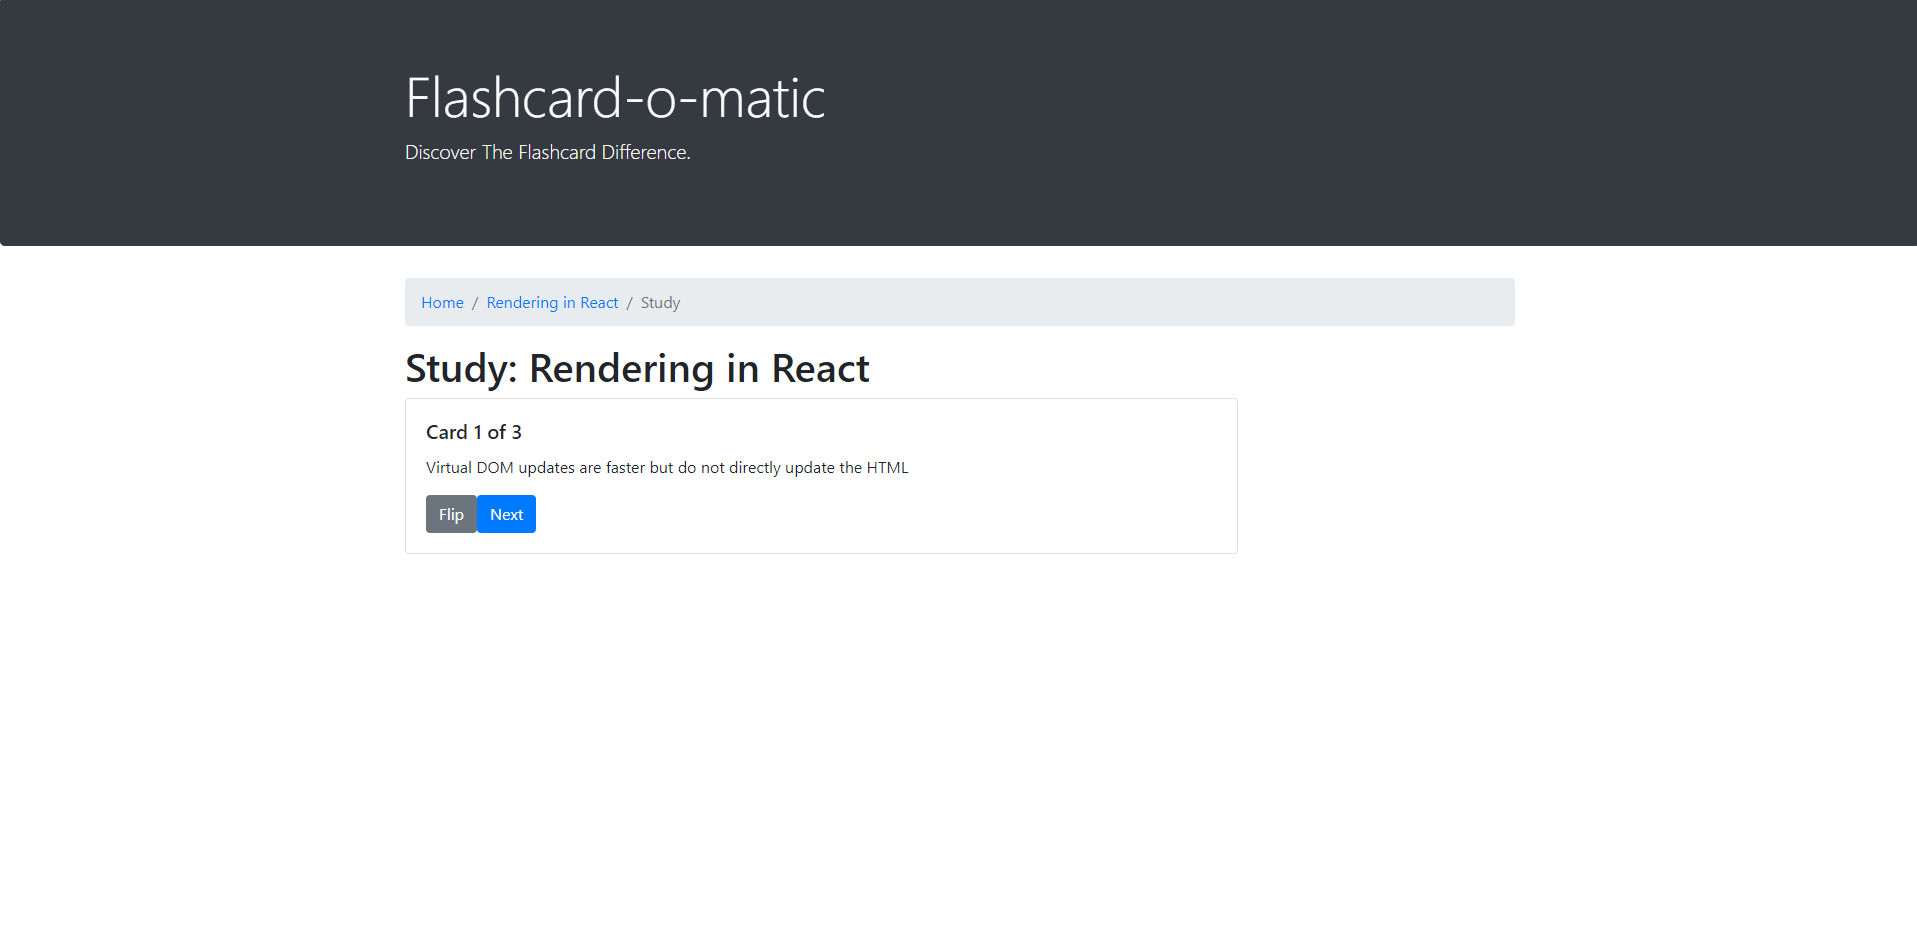 Flashcard-o-matic
Discover The Flashcard Difference.
Home / Rendering in React / Study
Study: Rendering in React
Card 1 of 3
Virtual DOM updates are faster but do not directly update the HTML
Flip Next